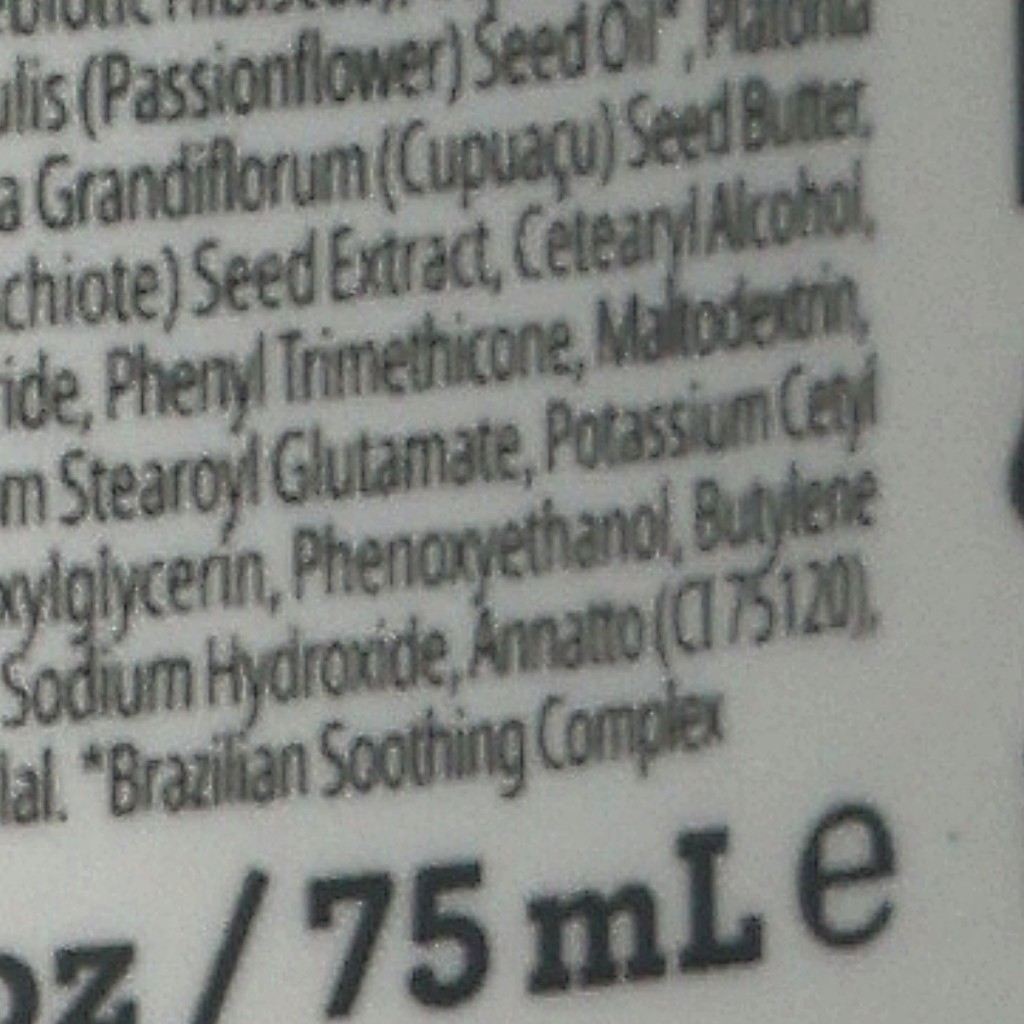 ulis (Passionflower) Seed Oil*, Platonia
a Grandiflorum (Cupuaçu) Seed Butter,
chiote) Seed Extract, Cetearyl Alcohol,
ide, Phenyl Trimethicone, Maltodextrin,
m Stearoyl Glutamate, Potassium Cetyl
xylglycerin, Phenoxyethanol, Butylene
Sodium Hydroxide, Annatto (CI 75120),
ial. *Brazilian Soothing Complex
oz / 75 mL e